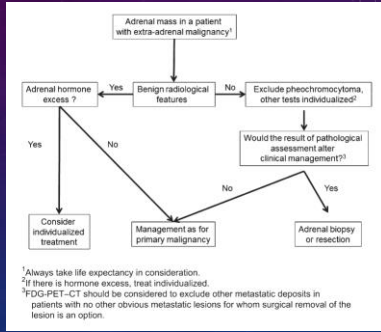 Adrenal mass in a patient
with extra-adrenal malignancy¹
Adrenal hormone
excess ?
Yes
Benign radiological
features
No
Exclude pheochromocytoma,
other tests individualized²
Would the result of pathological
assessment alter
clinical management?³
Yes
No
No
Yes
Consider
individualized
treatment
Management as for
primary malignancy
Adrenal biopsy
or resection
¹Always take life expectancy in consideration.
²If there is hormone excess, treat individualized.
³FDG-PET–CT should be considered to exclude other metastatic deposits in
patients with no other obvious metastatic lesions for whom surgical removal of the
lesion is an option.